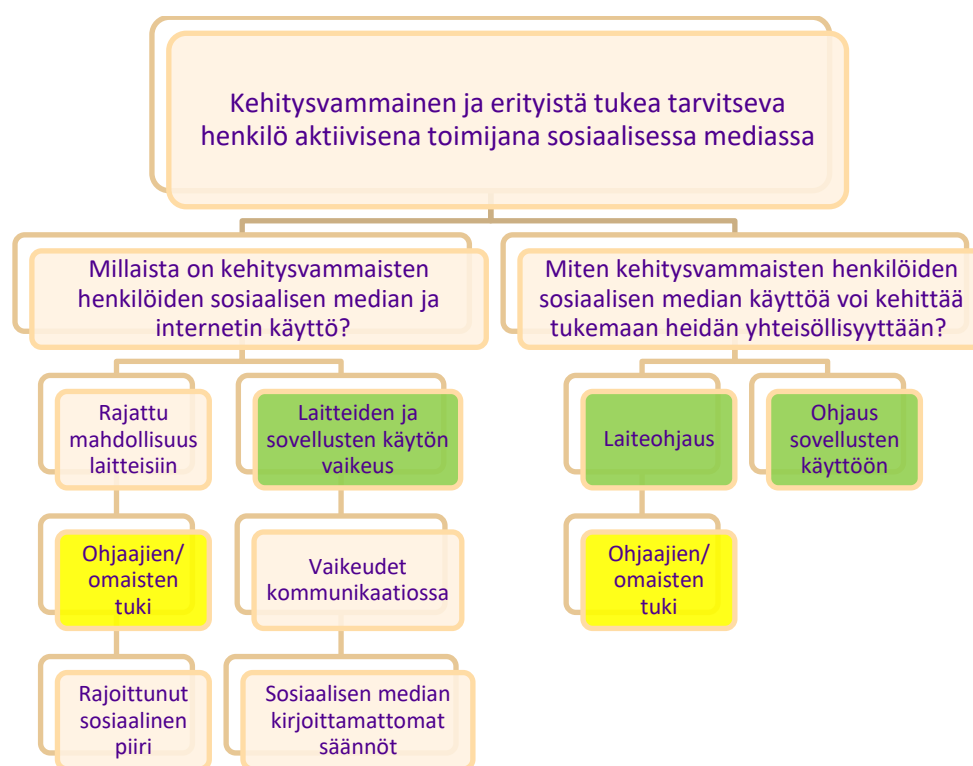 Kehitysvammainen ja erityistä tukea tarvitseva
henkilö aktiivisena toimijana sosiaalisessa mediassa
Millaista on kehitysvammaisten
henkilöiden sosiaalisen median ja
internetin käyttö?
Miten kehitysvammaisten henkilöiden
sosiaalisen median käyttöä voi kehittää
tukemaan heidän yhteisöllisyyttään?
Rajattu
mahdollisuus
laitteisiin
Laitteiden ja
sovellusten käytön
vaikeus
Laiteohjaus
Ohjaus
sovellusten
käyttöön
Ohjaajien/
omaisten
tuki
Vaikeudet
kommunikaatiossa
Ohjaajien/
omaisten
tuki
Rajoittunut
sosiaalinen
piiri
Sosiaalisen median
kirjoittamattomat
säännöt